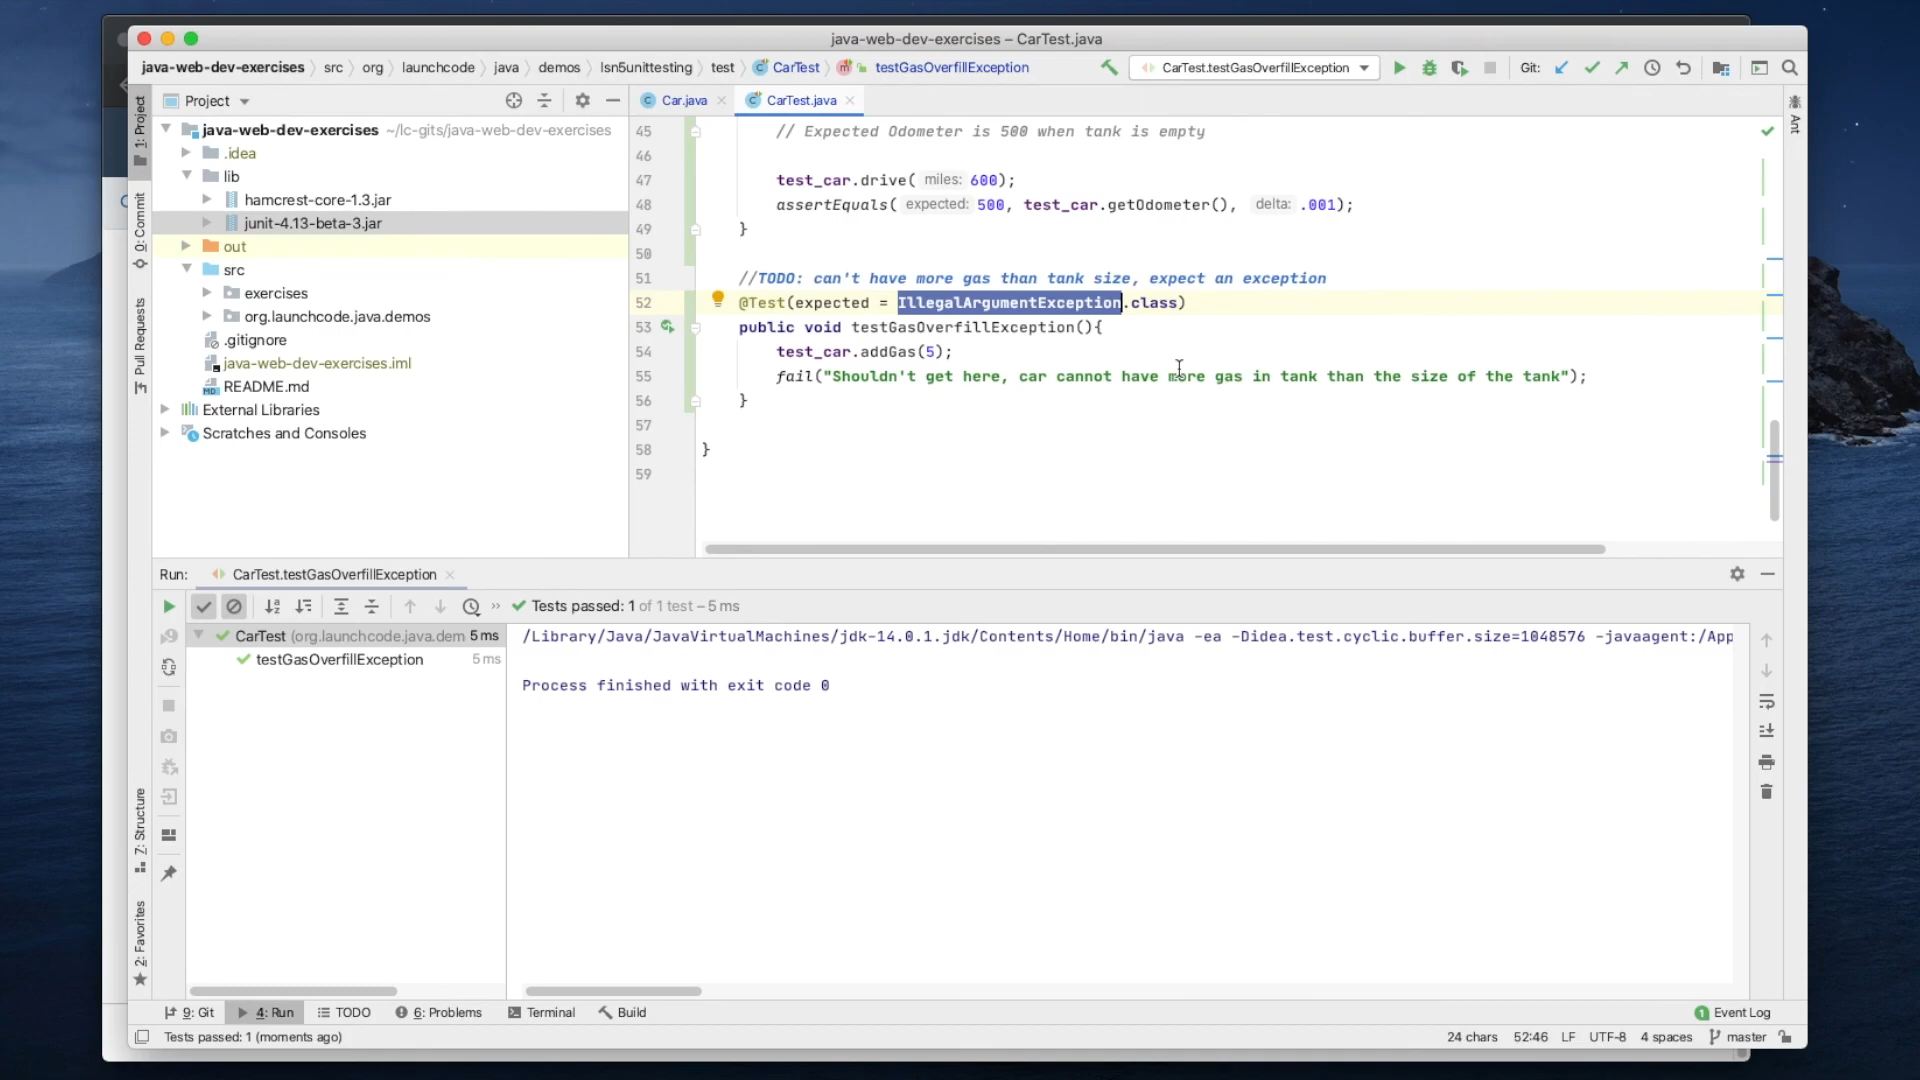 java-web-dev-exercises – CarTest.java
java-web-dev-exercises src org launchcode java demos lsn5unittesting test CarTest testGasOverfillException CarTest.testGasOverfillException Git:
Project
Car.java CarTest.java
java-web-dev-exercises ~/lc-gits/java-web-dev-exercises
.idea
lib
hamcrest-core-1.3.jar
junit-4.13-beta-3.jar
out
src
exercises
org.launchcode.java.demos
.gitignore
java-web-dev-exercises.iml
README.md
External Libraries
Scratches and Consoles
1: Project
0: Commit
Pull Requests
7: Structure
2: Favorites
Ant
45 // Expected Odometer is 500 when tank is empty
46
47 test_car.drive( miles: 600);
48 assertEquals( expected: 500, test_car.getOdometer(), delta: .001);
49 }
50
51 //TODO: can't have more gas than tank size, expect an exception
52 @Test(expected = IllegalArgumentException.class)
53 public void testGasOverfillException(){
54 test_car.addGas(5);
55 fail("Shouldn't get here, car cannot have more gas in tank than the size of the tank");
56 }
57
58 }
59
Run: CarTest.testGasOverfillException
Tests passed: 1 of 1 test – 5 ms
CarTest (org.launchcode.java.dem 5 ms
testGasOverfillException 5 ms
/Library/Java/JavaVirtualMachines/jdk-14.0.1.jdk/Contents/Home/bin/java -ea -Didea.test.cyclic.buffer.size=1048576 -javaagent:/App
Process finished with exit code 0
9: Git 4: Run TODO 6: Problems Terminal Build 1 Event Log
Tests passed: 1 (moments ago) 24 chars 52:46 LF UTF-8 4 spaces master